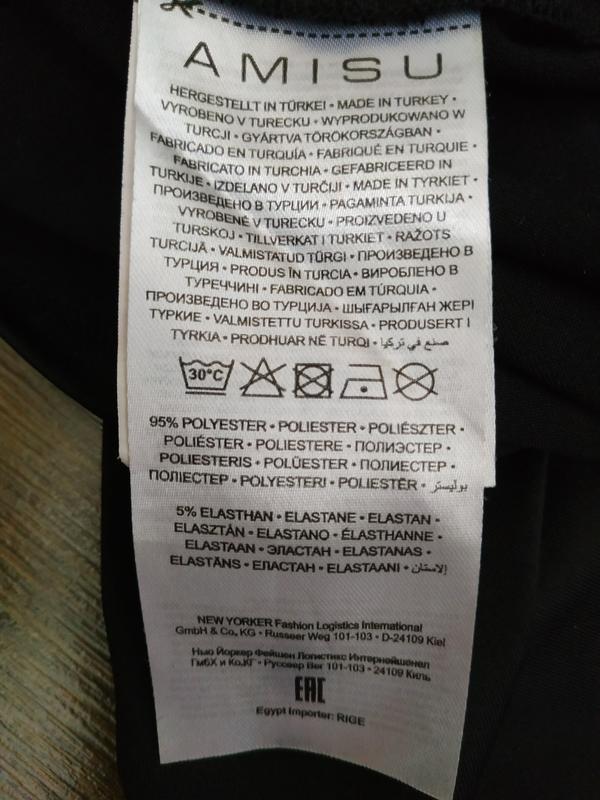 AMISU
HERGESTELLT IN TÜRKEI • MADE IN TURKEY •
VYROBENO V TURECKU • WYPRODUKOWANO W
TURCJI • GYÁRTVA TÖRÖKORSZÁGBAN •
FABRICADO EN TURQUÍA • FABRIQUÉ EN TURQUIE •
FABRICATO IN TURCHIA • GEFABRICEERD IN
TURKIJE • IZDELANO V TURČIJI • MADE IN TYRKIET •
ПРОИЗВЕДЕНО В ТУРЦИИ • PAGAMINTA TURKIJA •
VYROBENÉ V TURECKU • PROIZVEDENO U
TURSKOJ • TILLVERKAT I TURKIET • RAŽOTS
TURCIJĀ • VALMISTATUD TÜRGI • ПРОИЗВЕДЕНО В
ТУРЦИЯ • PRODUS ÎN TURCIA • ВИРОБЛЕНО В
ТУРЕЧЧИНІ • FABRICADO EM TÚRQUIA •
ПРОИЗВЕДЕНО ВО ТУРЦИЈА • ШЫҒАРЫЛҒАН ЖЕРІ
ТҮРКИЕ • VALMISTETTU TURKISSA • PRODUSERT I
TYRKIA • PRODHUAR NË TURQI • صنع في تركيا
30°C
95% POLYESTER • POLIESTER • POLIÉSZTER •
POLIÉSTER • POLIESTERE • ПОЛИЭСТЕР •
POLIESTERIS • POLÜESTER • ПОЛИЕСТЕР •
ПОЛІЕСТЕР • POLYESTERI • POLIESTËR • بوليستر
5% ELASTHAN • ELASTANE • ELASTAN •
ELASZTÁN • ELASTANO • ÉLASTHANNE •
ELASTAAN • ЭЛАСТАН • ELASTANAS •
ELASTĀNS • ЕЛАСТАН • ELASTAANI • إلاستان
NEW YORKER Fashion Logistics International
GmbH & Co. KG • Russeer Weg 101-103 • D-24109 Kiel
Нью Йоркер Фейшен Логистикс Интернейшенел
ГмбХ и Ко.КГ • Руссеер Вег 101-103 • 24109 Киль
EAC
Egypt Importer: RIGE